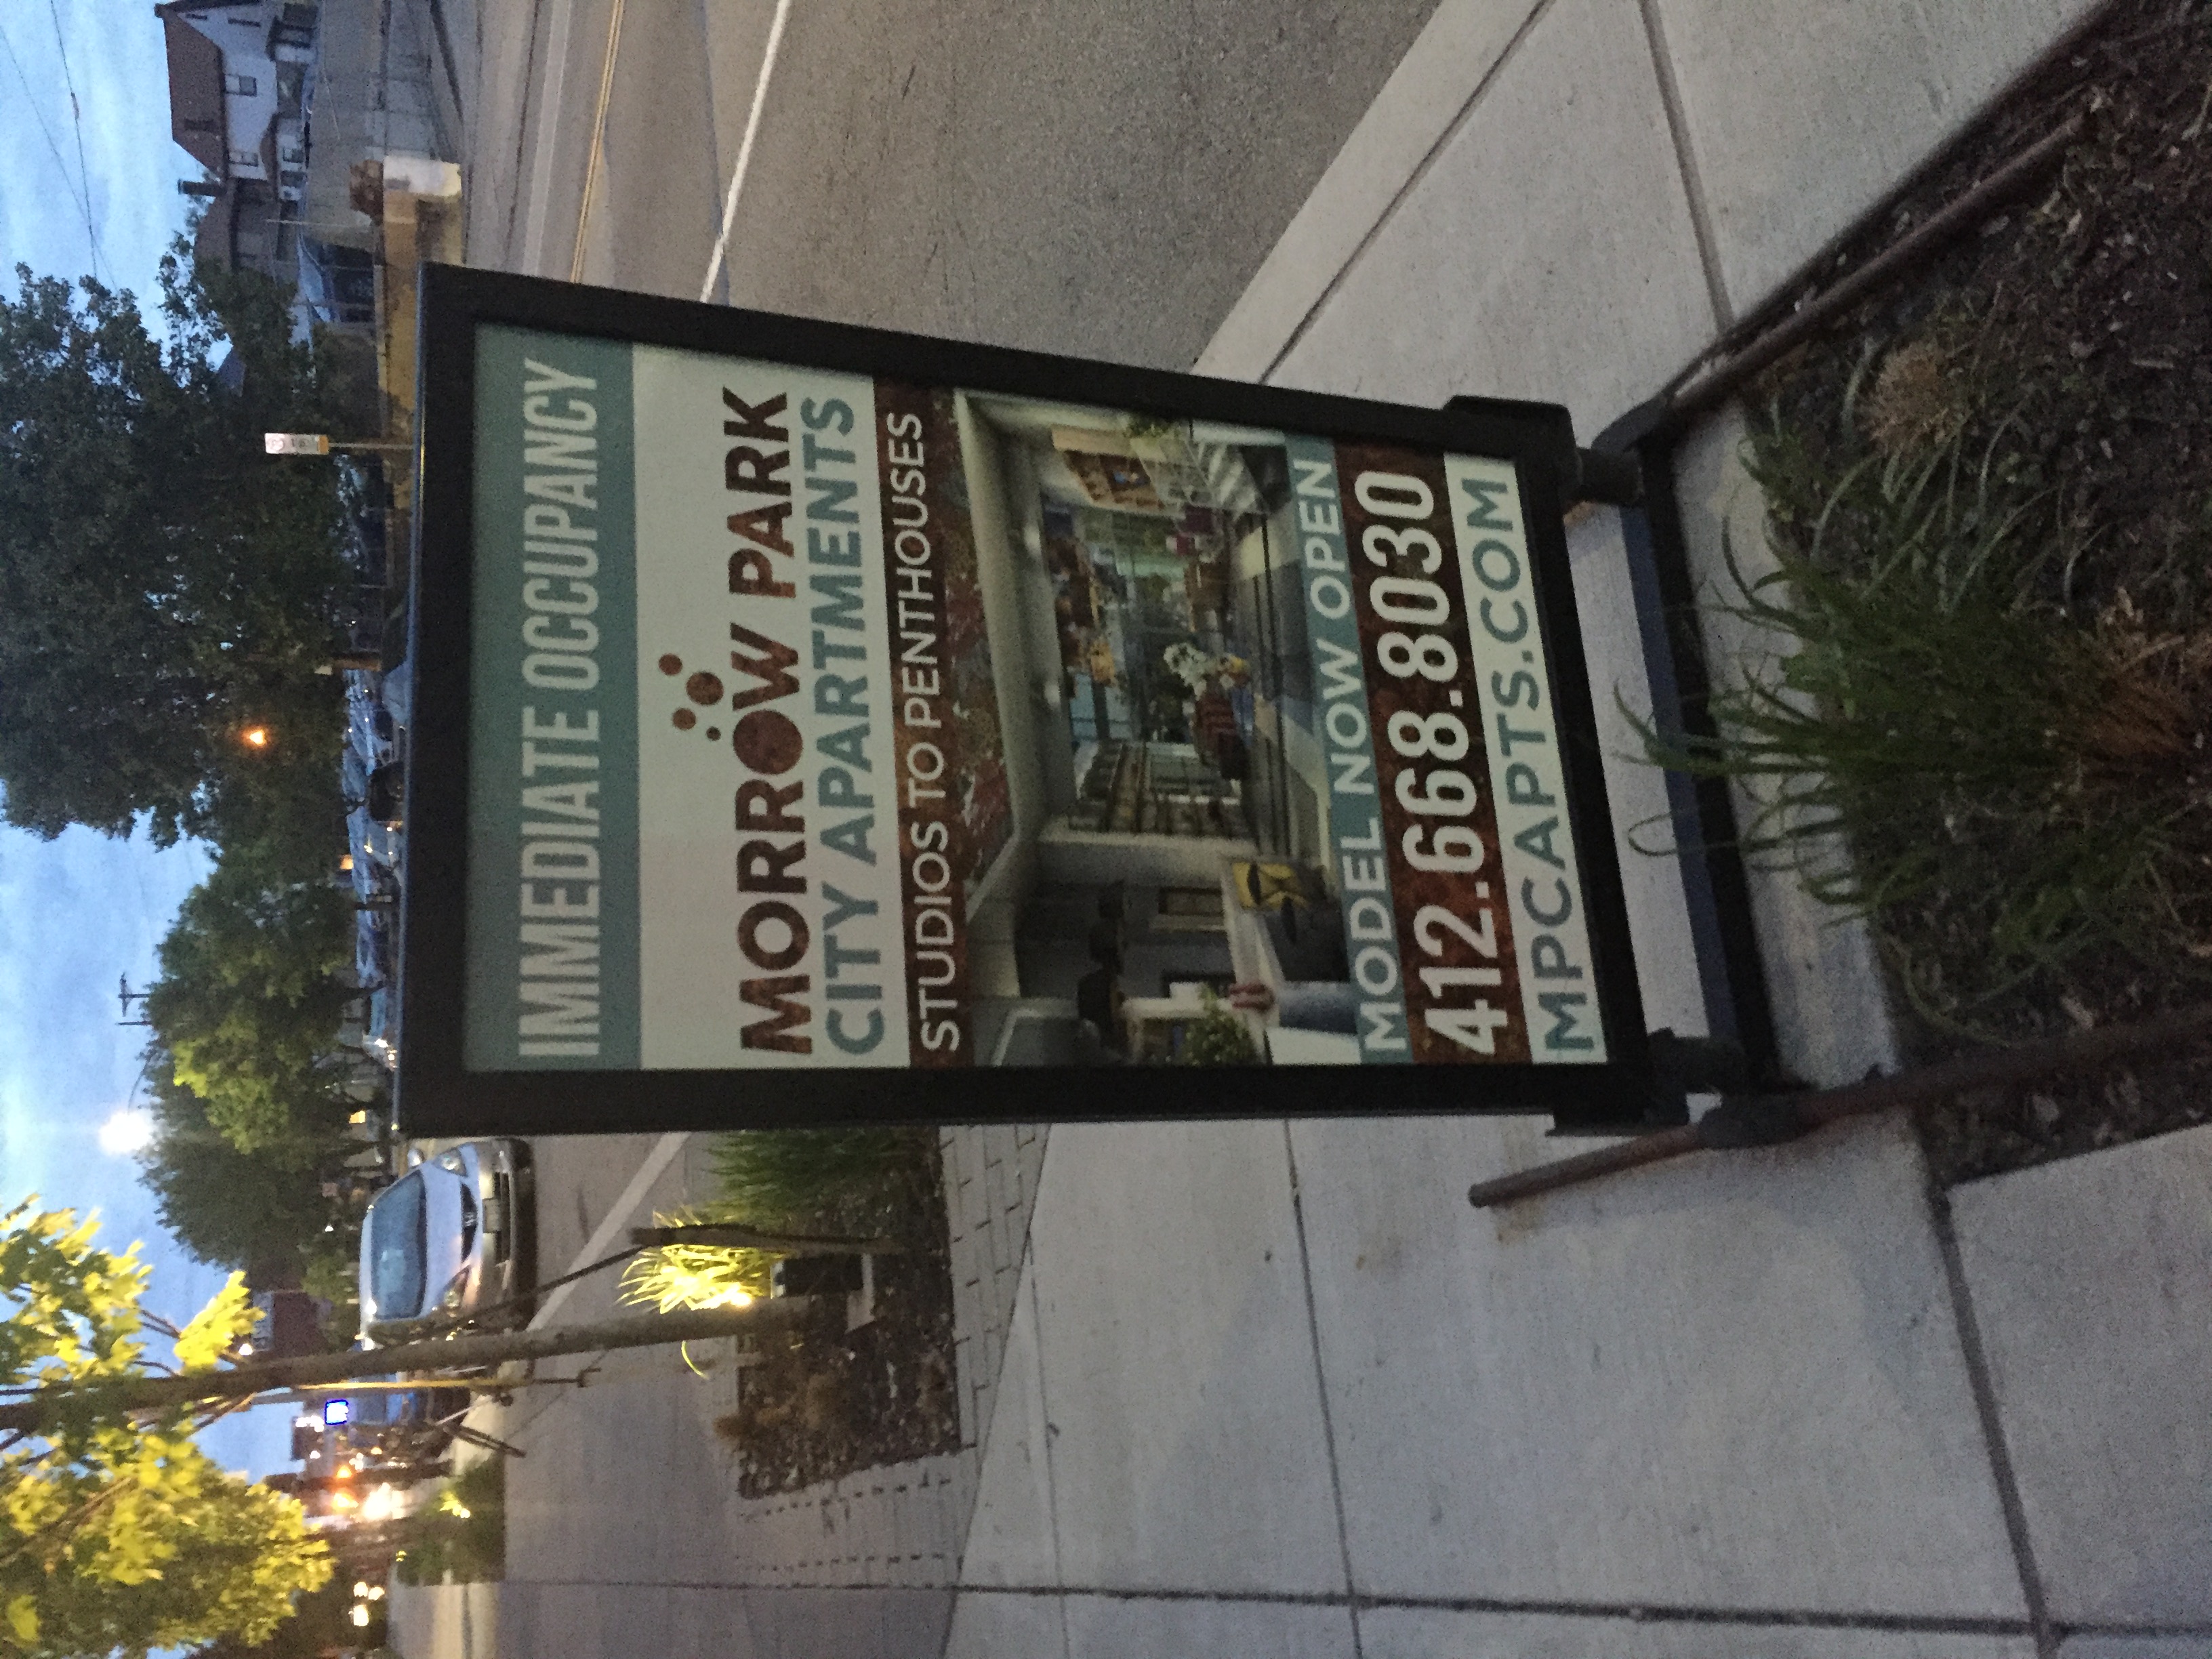 IMMEDIATE OCCUPANCY
MORROW PARK
CITY APARTMENTS
STUDIOS TO PENTHOUSES
MODEL NOW OPEN
412.668.8030
MPCAPTS.COM